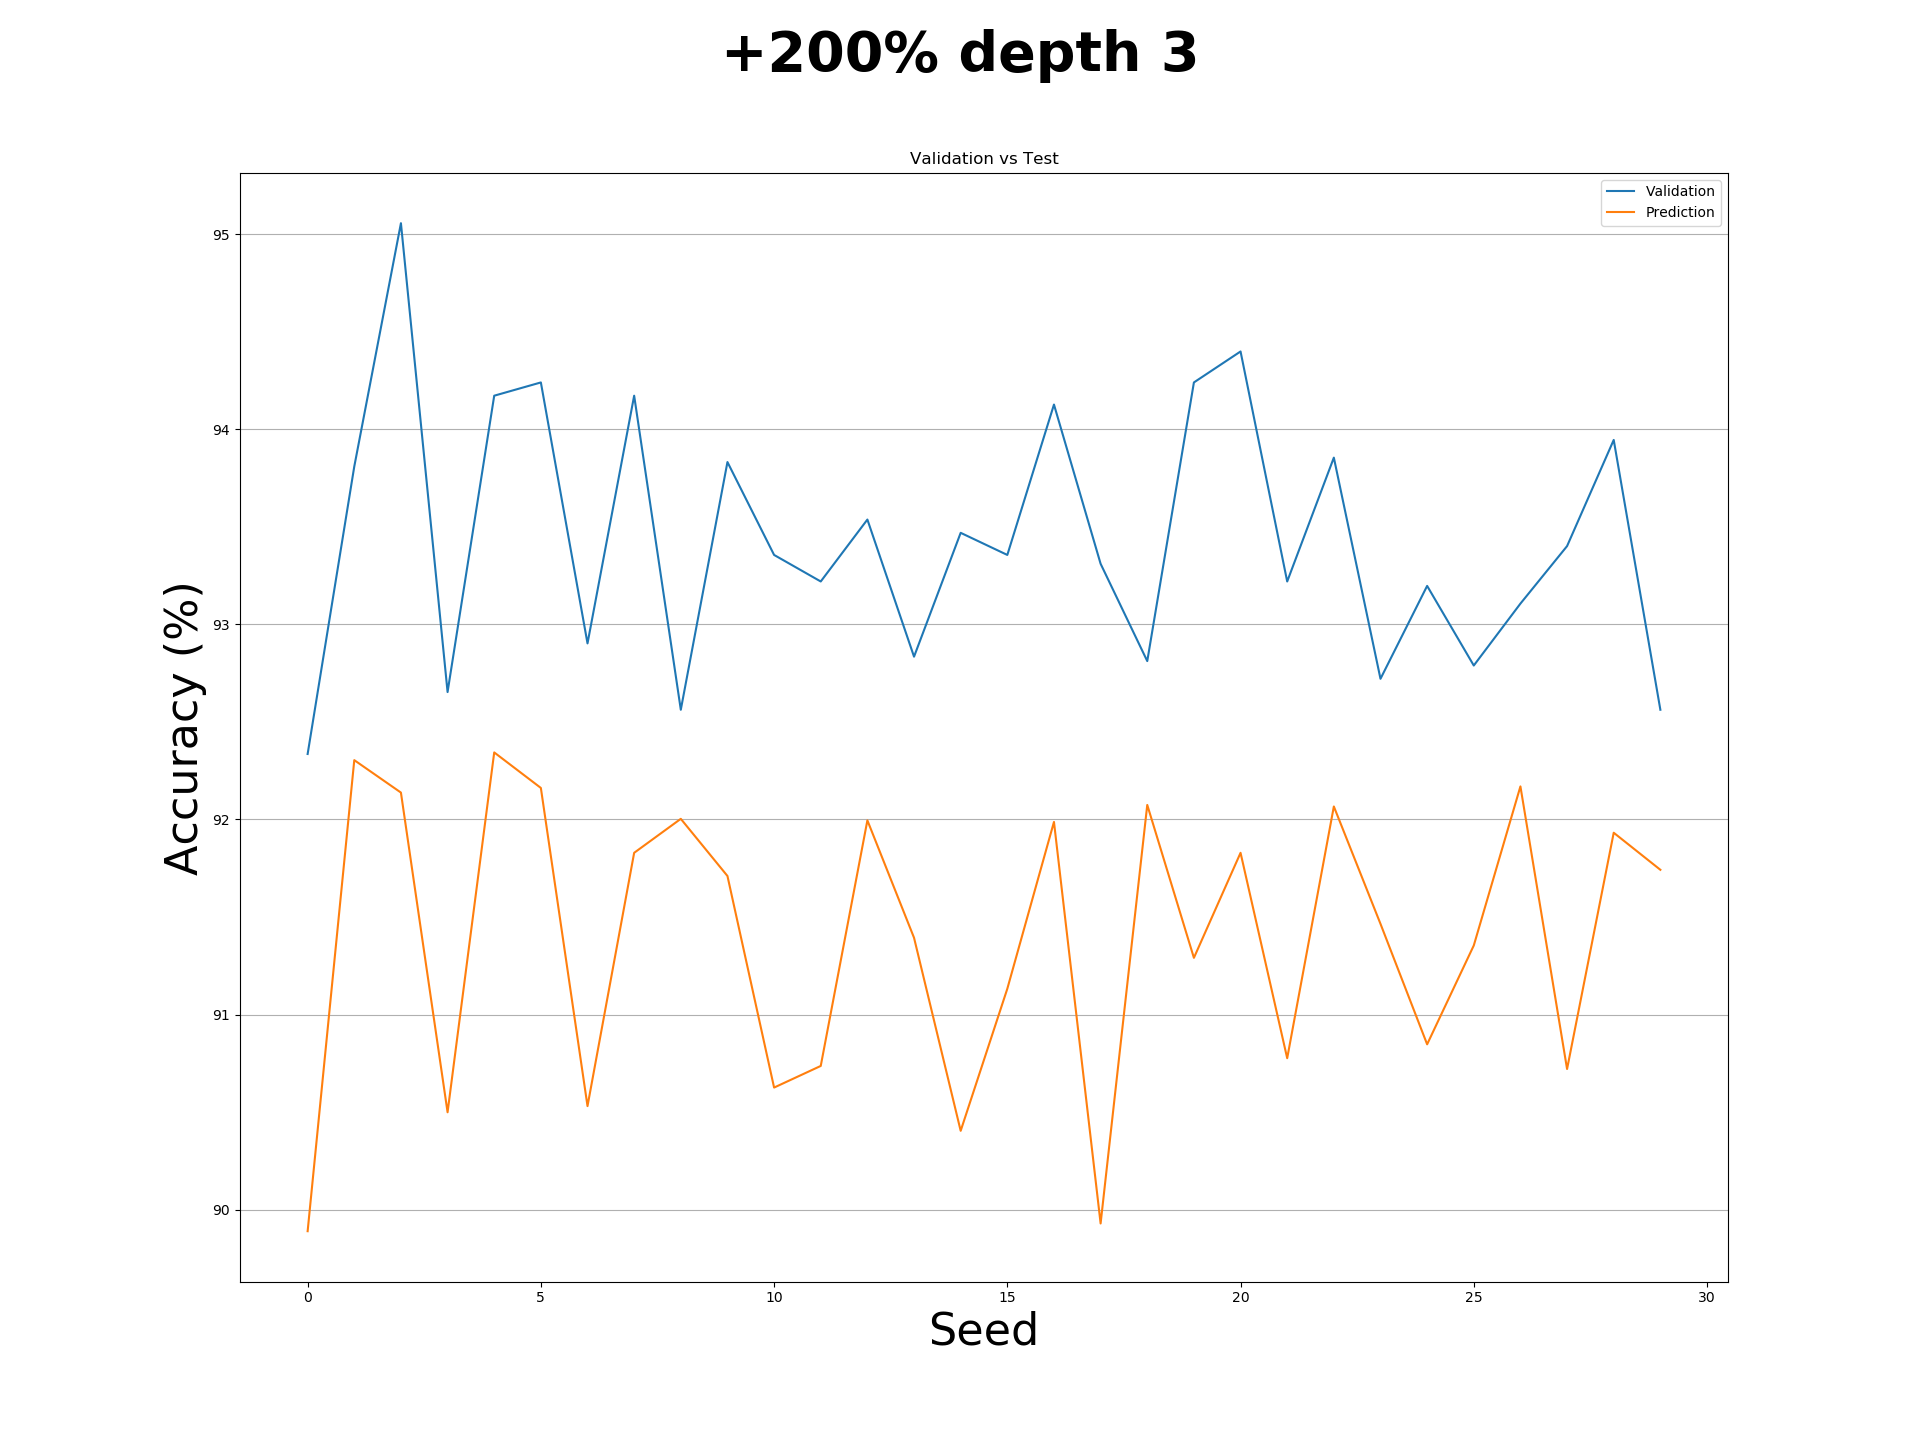 +200% depth 3
Validation vs Test
Validation
Prediction
95
94
93
92
91
90
Accuracy (%)
0 5 10 15 20 25 30
Seed